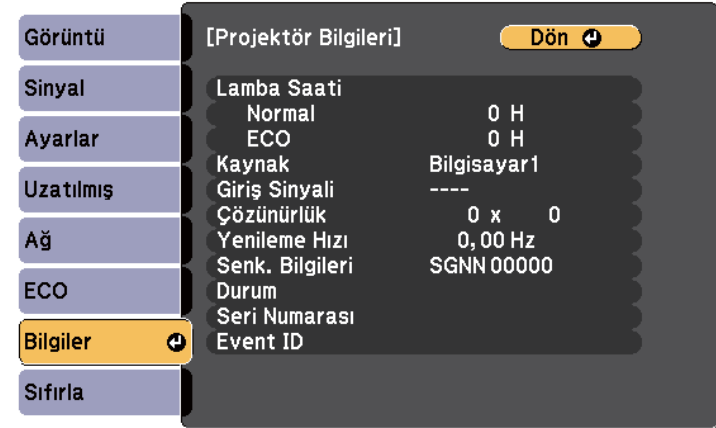 Görüntü
Sinyal
Ayarlar
Uzatılmış
Ağ
ECO
Bilgiler
Sıfırla
[Projektör Bilgileri] Dön
Lamba Saati
Normal 0 H
ECO 0 H
Kaynak Bilgisayar1
Giriş Sinyali ----
Çözünürlük 0 x 0
Yenileme Hızı 0,00 Hz
Senk. Bilgileri SGNN 00000
Durum
Seri Numarası
Event ID